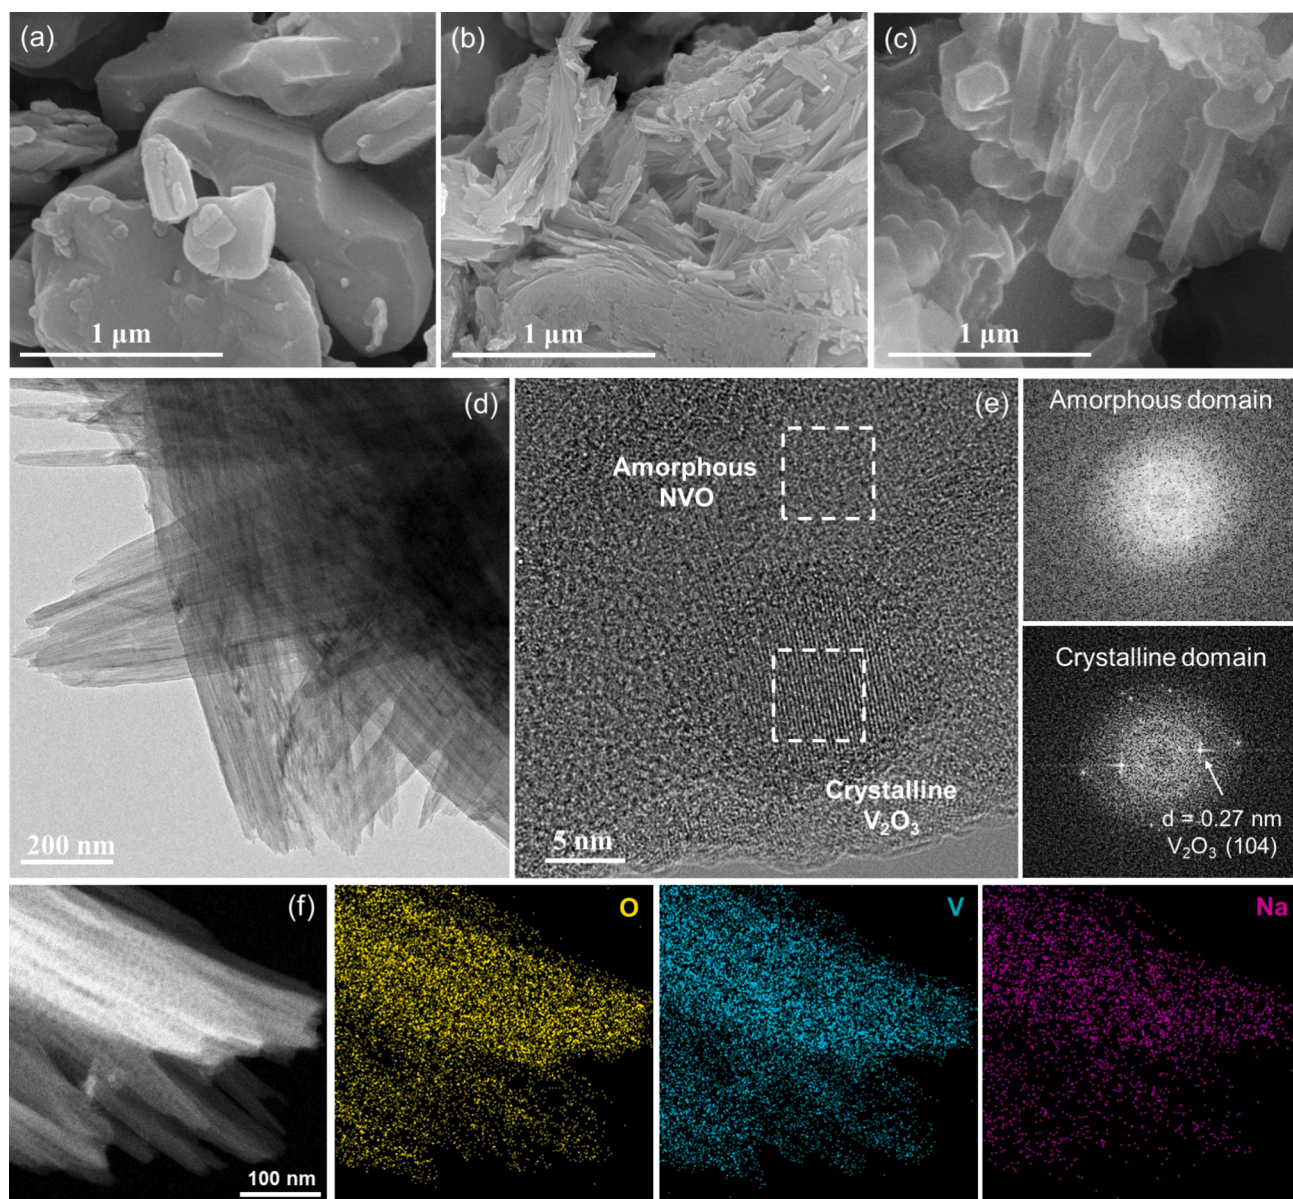 (a)
1 μm
(b)
1 μm
(c)
1 μm
(d)
200 nm
(e)
Amorphous
NVO
Crystalline
V₂O₃
5 nm
Amorphous domain
Crystalline domain
d = 0.27 nm
V₂O₃ (104)
(f)
100 nm
O
V
Na